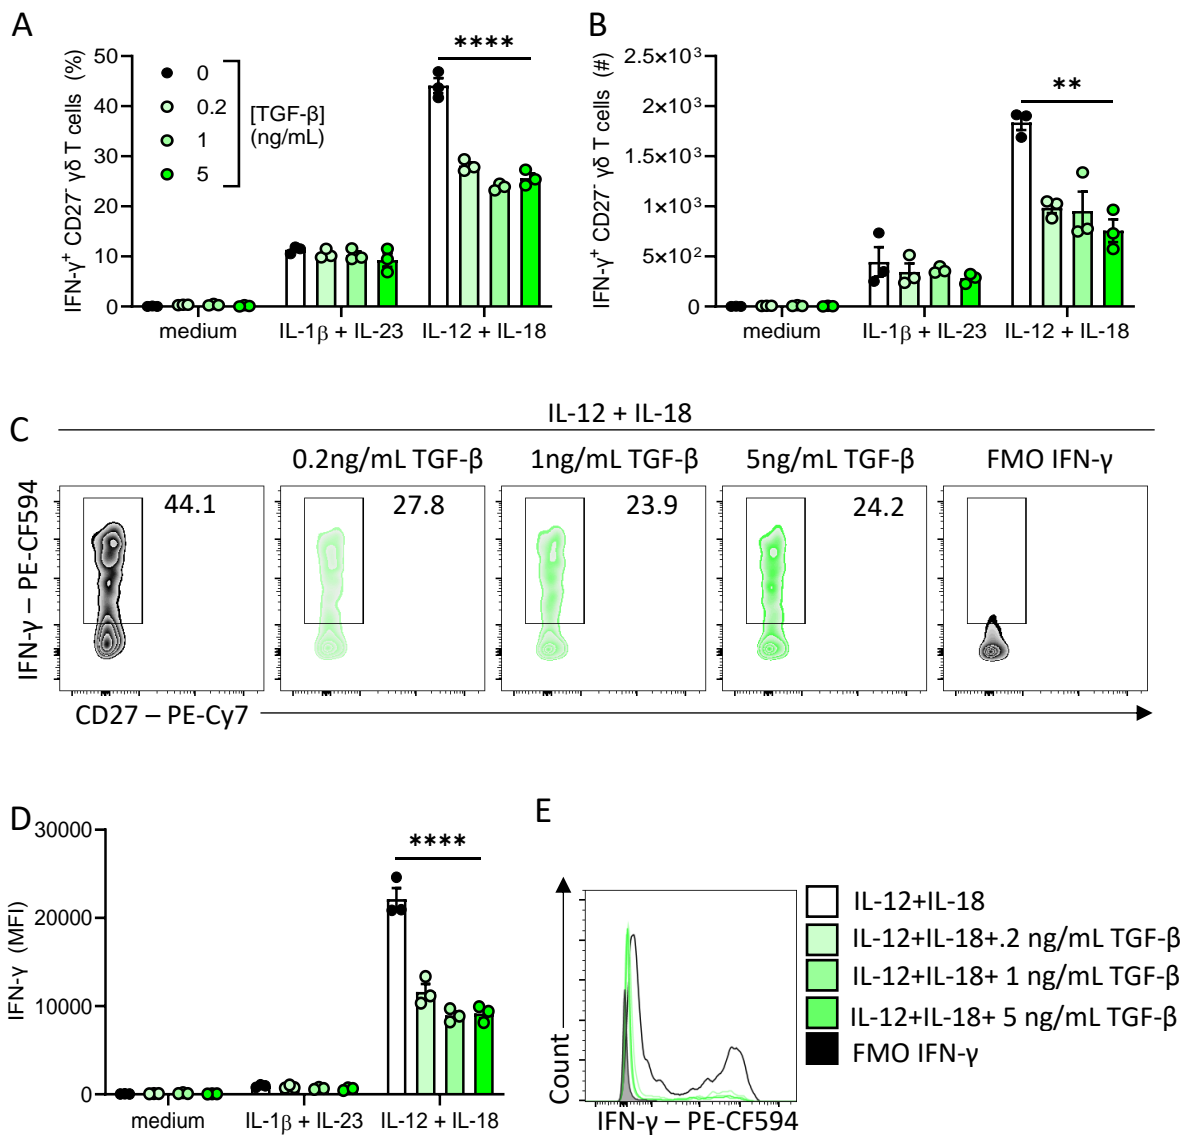 A
IFN-γ⁺ CD27⁻ γδ T cells (%)
50
40
30
20
10
0
0
0.2
1
5
[TGF-β]
(ng/mL)
****
medium
IL-1β + IL-23
IL-12 + IL-18
B
IFN-γ⁺ CD27⁻ γδ T cells (#)
2.5×10³
2×10³
1.5×10³
1×10³
5×10²
0
**
medium
IL-1β + IL-23
IL-12 + IL-18
C
IL-12 + IL-18
0.2ng/mL TGF-β
1ng/mL TGF-β
5ng/mL TGF-β
FMO IFN-γ
44.1
27.8
23.9
24.2
IFN-γ – PE-CF594
CD27 – PE-Cy7
D
IFN-γ (MFI)
30000
20000
10000
0
****
medium
IL-1β + IL-23
IL-12 + IL-18
E
Count
IFN-γ – PE-CF594
IL-12+IL-18
IL-12+IL-18+.2 ng/mL TGF-β
IL-12+IL-18+ 1 ng/mL TGF-β
IL-12+IL-18+ 5 ng/mL TGF-β
FMO IFN-γ